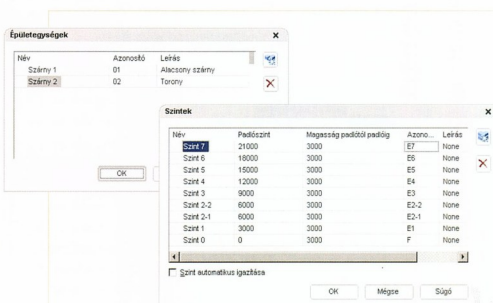 Épületegységek
Név Azonosító Leírás
Szárny 1 01 Alacsony szárny
Szárny 2 02 Torony
OK
Szintek
Név Padlószint Magasság padlótól padlóig Azono... Leírás
Szint 7 21000 3000 E7 None
Szint 6 18000 3000 E6 None
Szint 5 15000 3000 E5 None
Szint 4 12000 3000 E4 None
Szint 3 9000 3000 E3 None
Szint 2-2 6000 3000 E2-2 None
Szint 2-1 6000 3000 E2-1 None
Szint 1 3000 3000 E1 None
Szint 0 0 3000 F None
Szint automatikus igazítása
OK Mégse Súgó